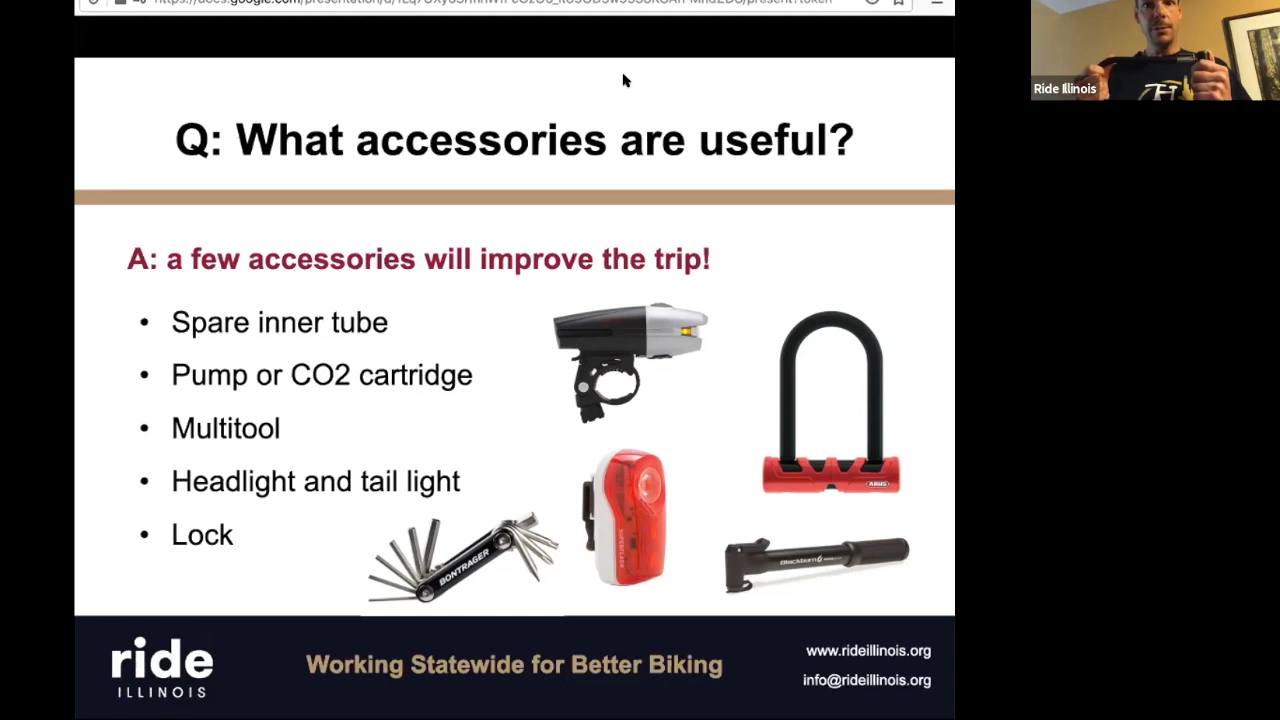 Ride Illinois
Q: What accessories are useful?
A: a few accessories will improve the trip!
• Spare inner tube
• Pump or CO2 cartridge
• Multitool
• Headlight and tail light
• Lock
ABUS
SUPERFLASH
BONTRAGER
Blackburn
ride
ILLINOIS
Working Statewide for Better Biking
www.rideillinois.org
info@rideillinois.org